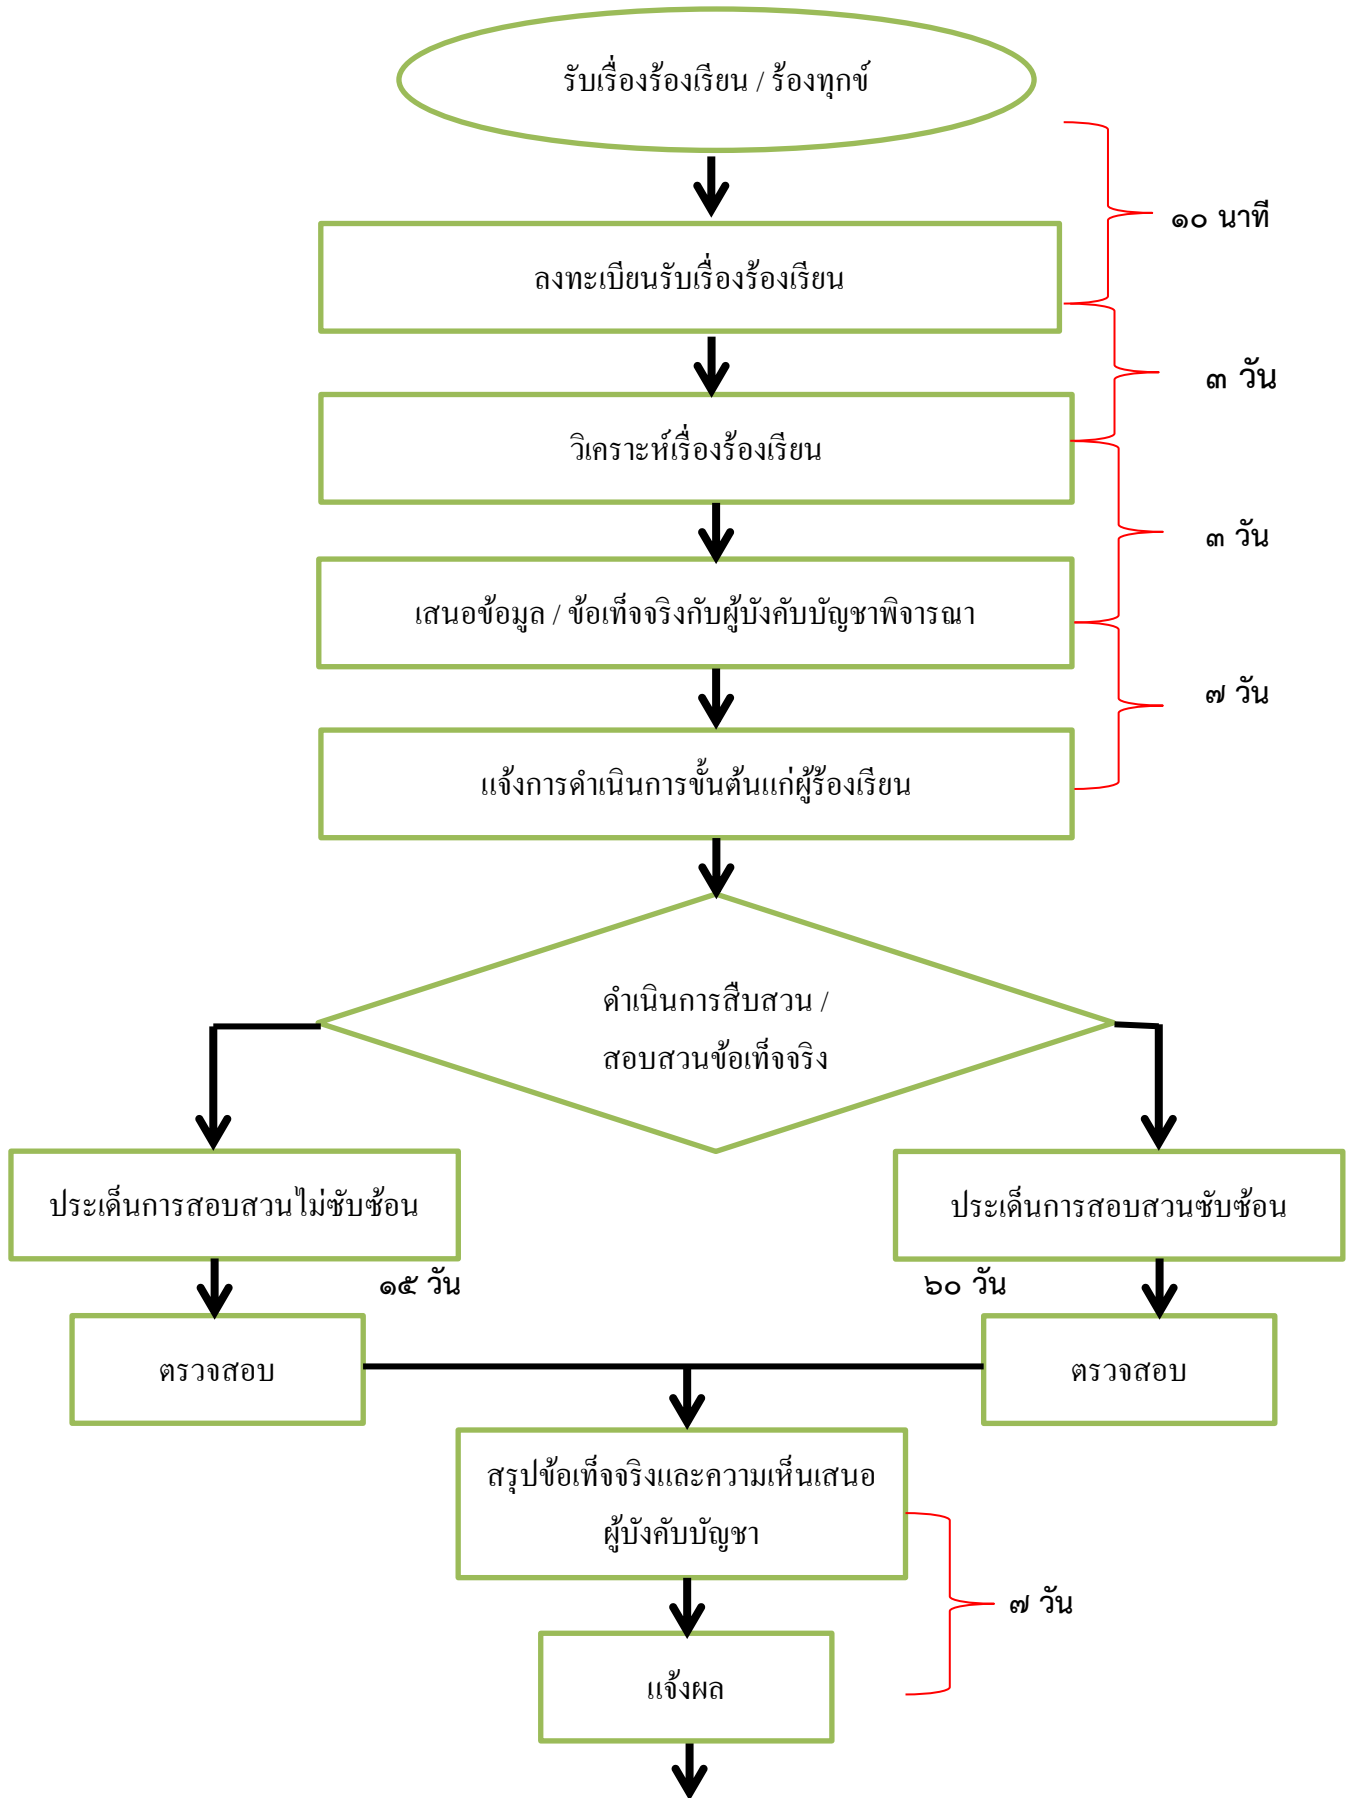 รับเรื่องร้องเรียน / ร้องทุกข์
๑๐ นาที
ลงทะเบียนรับเรื่องร้องเรียน
๓ วัน
วิเคราะห์เรื่องร้องเรียน
๓ วัน
เสนอข้อมูล / ข้อเท็จจริงกับผู้บังคับบัญชาพิจารณา
๗ วัน
แจ้งการดำเนินการขั้นต้นแก่ผู้ร้องเรียน
ดำเนินการสืบสวน /
สอบสวนข้อเท็จจริง
ประเด็นการสอบสวนไม่ซับซ้อน
ประเด็นการสอบสวนซับซ้อน
๑๕ วัน
๖๐ วัน
ตรวจสอบ
ตรวจสอบ
สรุปข้อเท็จจริงและความเห็นเสนอ
ผู้บังคับบัญชา
๗ วัน
แจ้งผล